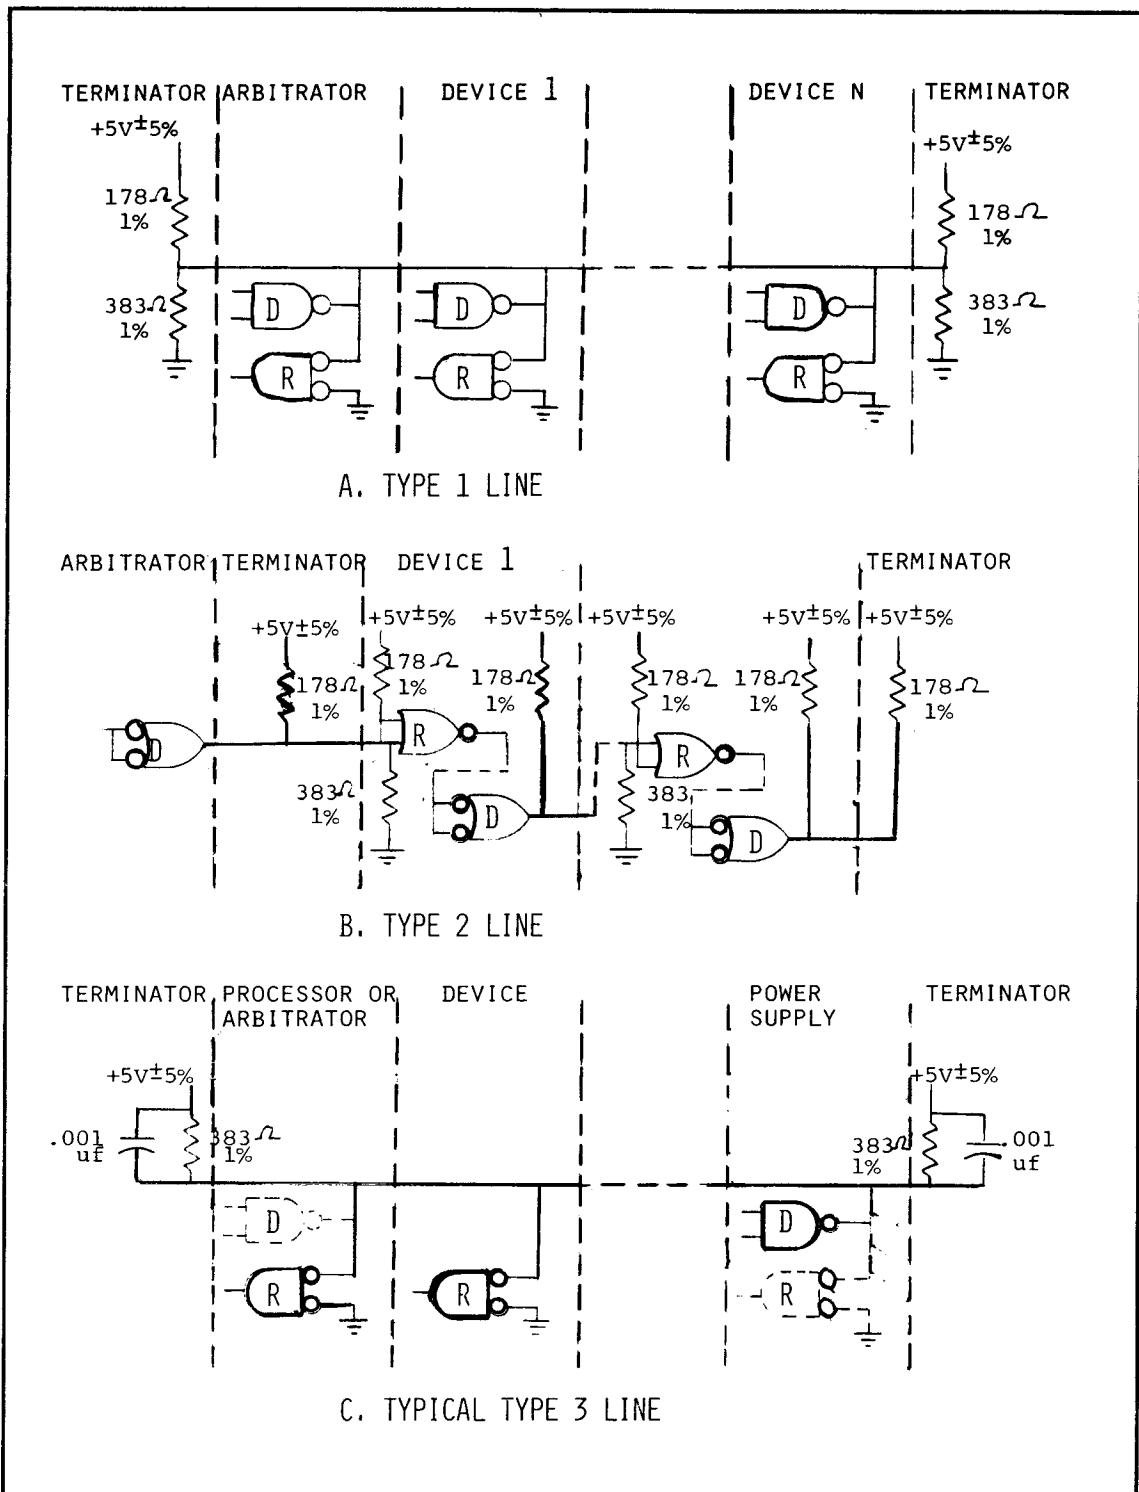 TERMINATOR ARBITRATOR DEVICE 1 DEVICE N TERMINATOR
+5V±5% +5V±5%
178Ω 1% 178Ω 1%
383Ω 1% 383Ω 1%
D D D
R R R
A. TYPE 1 LINE
ARBITRATOR TERMINATOR DEVICE 1 TERMINATOR
+5V±5% +5V±5% +5V±5% +5V±5% +5V±5% +5V±5%
178Ω 1% 178Ω 1% 178Ω 1% 178Ω 1% 178Ω 1% 178Ω 1%
D R R
383Ω 1% 383 1%
D D
B. TYPE 2 LINE
TERMINATOR PROCESSOR OR ARBITRATOR DEVICE POWER SUPPLY TERMINATOR
+5V±5% +5V±5%
.001 uf 383Ω 1% 383Ω 1% .001 uf
D D
R R R
C. TYPICAL TYPE 3 LINE